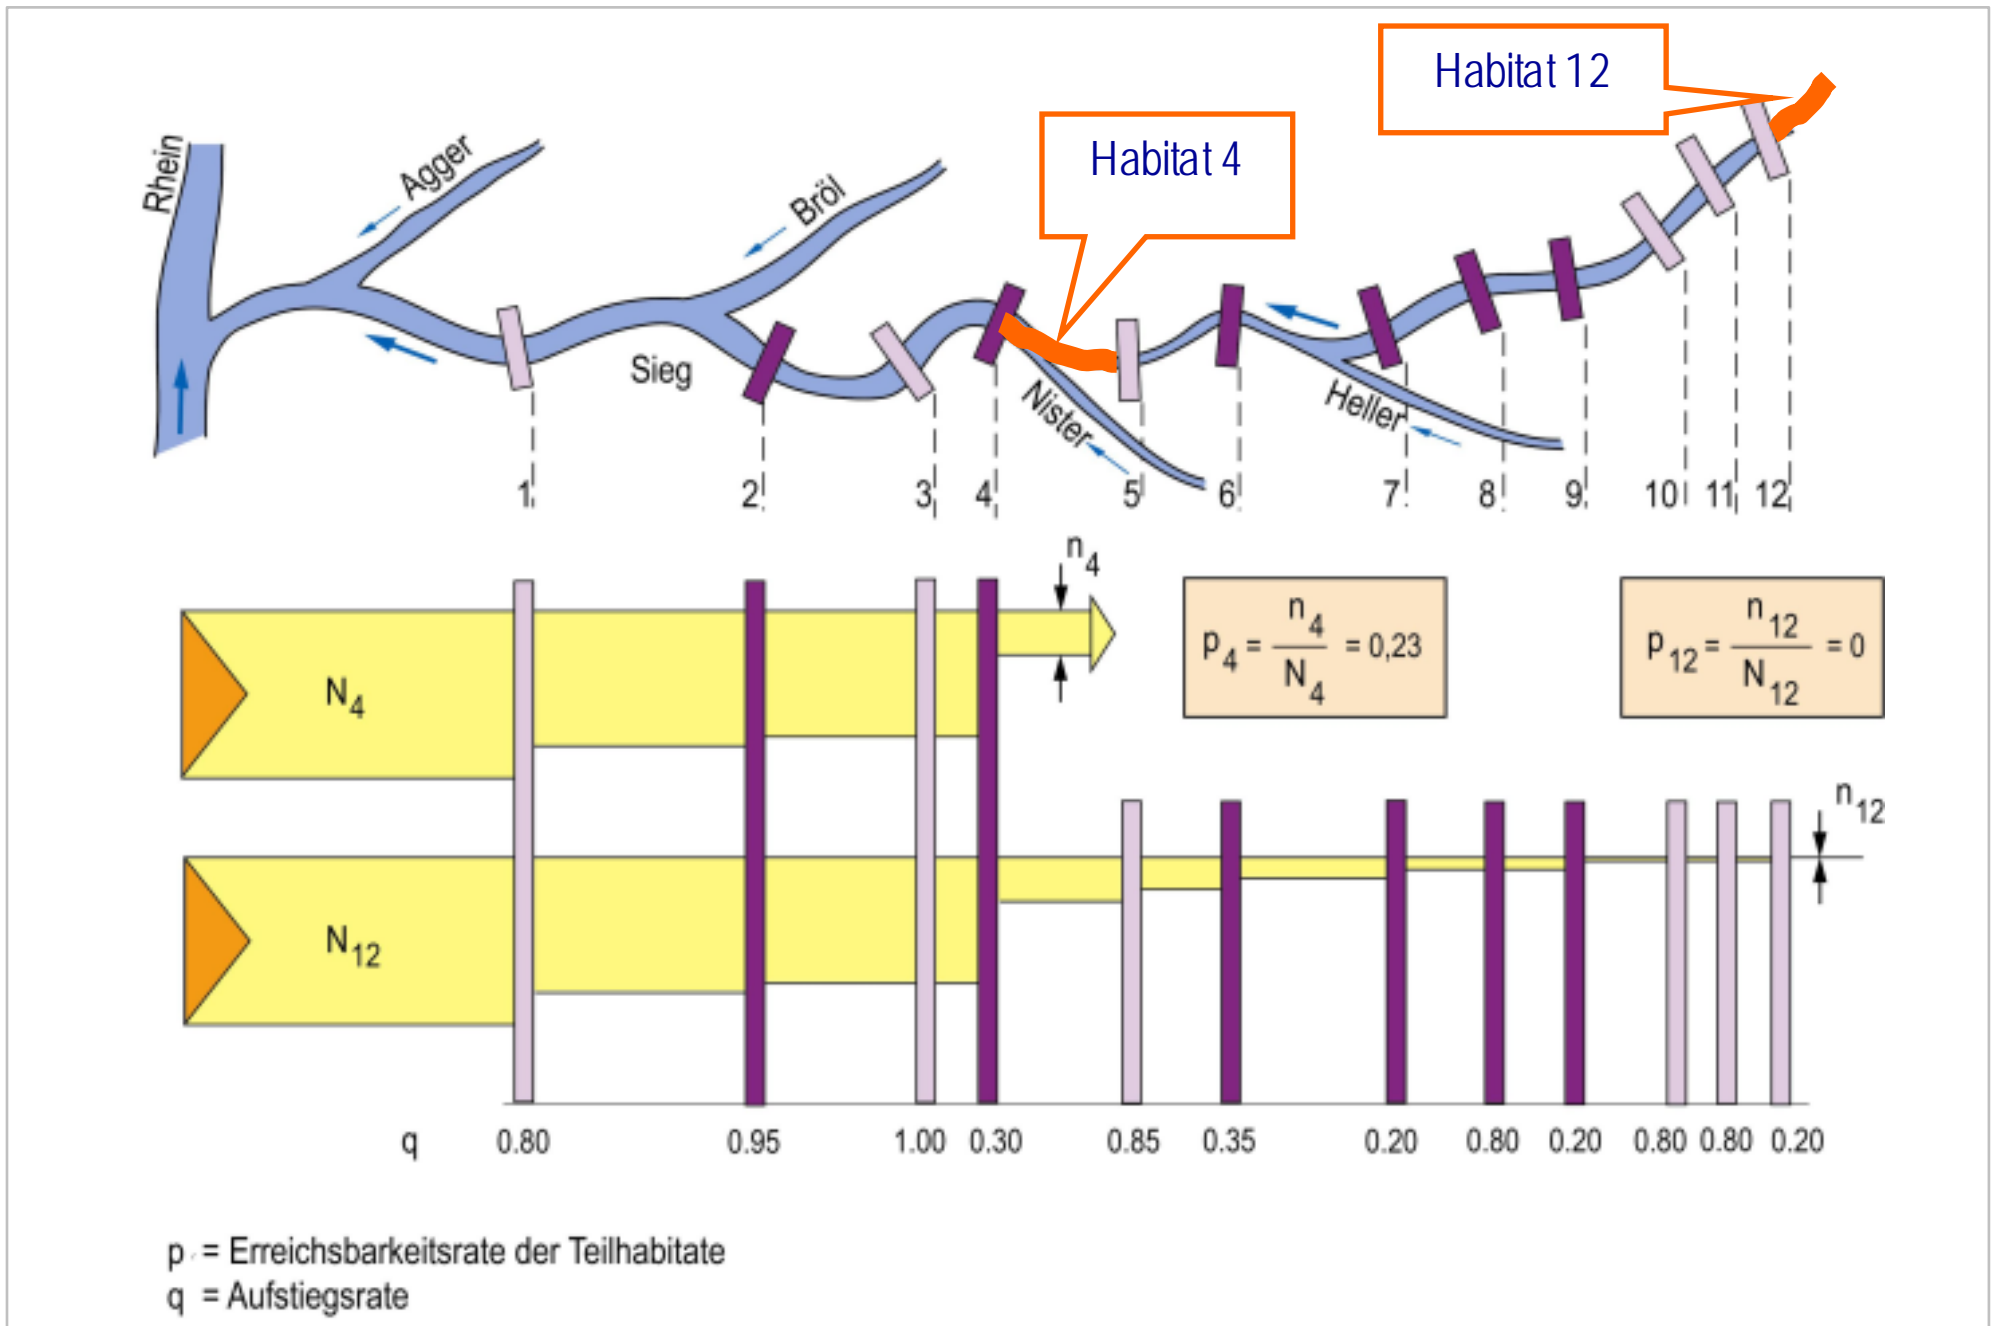 Habitat 12
Habitat 4
Rhein
Agger
Bröl
Sieg
Nister
Heller
1 2 3 4 5 6 7 8 9 10 11 12
n4
N4
p4 = n4 / N4 = 0,23
p12 = n12 / N12 = 0
n12
N12
q 0.80 0.95 1.00 0.30 0.85 0.35 0.20 0.80 0.20 0.80 0.80 0.20
p = Erreichsbarkeitsrate der Teilhabitate
q = Aufstiegsrate